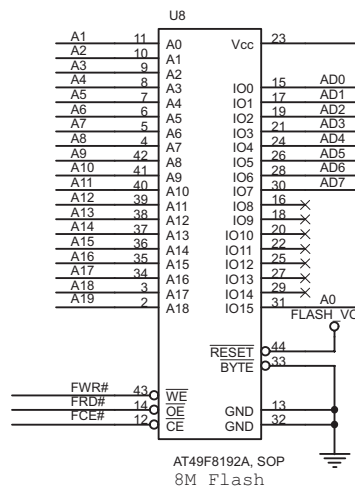 U8
A1 11 A0 Vcc 23
A2 10 A1
A3 9 A2
A4 8 A3 IO0 15 AD0
A5 7 A4 IO1 17 AD1
A6 6 A5 IO2 19 AD2
A7 5 A6 IO3 21 AD3
A8 4 A7 IO4 24 AD4
A9 42 A8 IO5 26 AD5
A10 41 A9 IO6 28 AD6
A11 40 A10 IO7 30 AD7
A12 39 A11 IO8 16
A13 38 A12 IO9 18
A14 37 A13 IO10 20
A15 36 A14 IO11 22
A16 35 A15 IO12 25
A17 34 A16 IO13 27
A18 3 A17 IO14 29
A19 2 A18 IO15 31 A0
FLASH_VC
RESET 44
BYTE 33
FWR# 43 WE
FRD# 14 OE GND 13
FCE# 12 CE GND 32
AT49F8192A, SOP
8M Flash